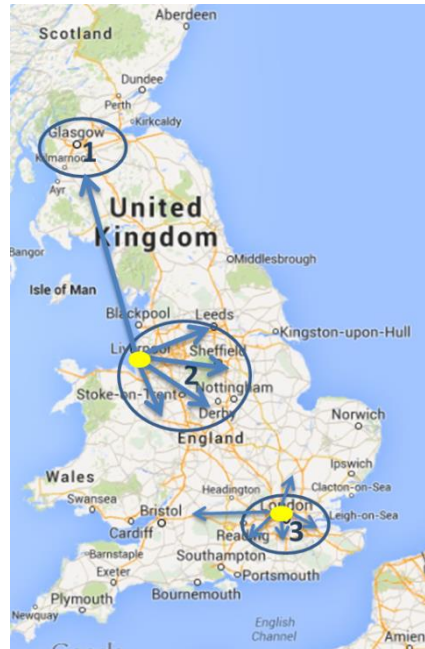 Aberdeen
Scotland
Dundee
Perth
Kirkcaldy
Glasgow
1
Kilmarnock
Ayr
United
Kingdom
Bangor
Middlesbrough
Isle of Man
Blackpool
Leeds
Kingston-upon-Hull
Liverpool
Sheffield
2
Stoke-on-Trent
Nottingham
Derby
Norwich
England
Wales
Ipswich
Headington
Clacton-on-Sea
Swansea
London
Bristol
Leigh-on-Sea
Cardiff
Reading
3
Barnstaple
Southampton
Exeter
Portsmouth
Plymouth
Bournemouth
Newquay
English
Channel
Amien